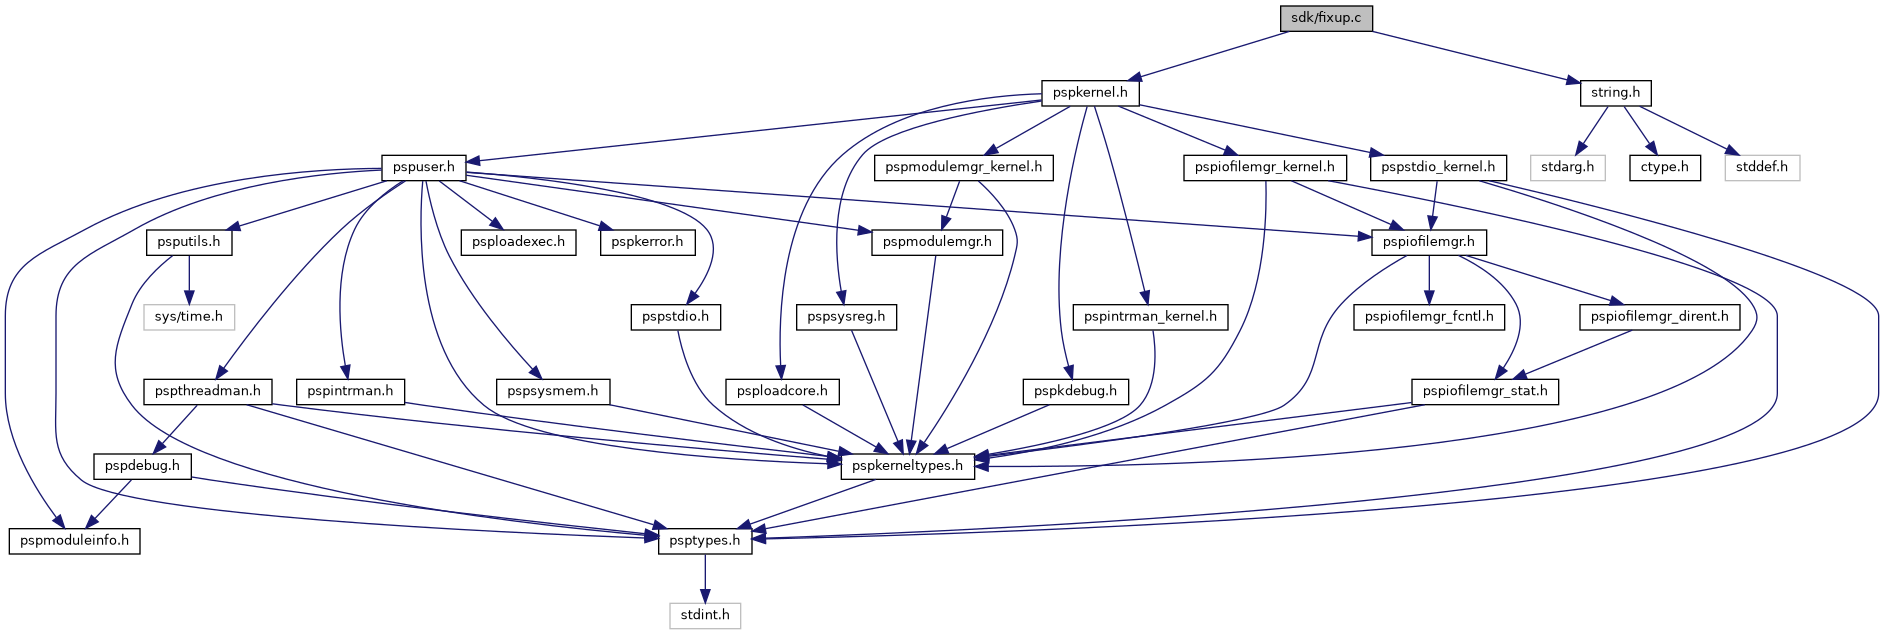 sdk/fixup.c
pspkernel.h
string.h
pspuser.h
pspmodulemgr_kernel.h
pspiofilemgr_kernel.h
pspstdio_kernel.h
stdarg.h
ctype.h
stddef.h
psputils.h
psploadexec.h
pspkerror.h
pspmodulemgr.h
pspiofilemgr.h
sys/time.h
pspstdio.h
pspsysreg.h
pspintrman_kernel.h
pspiofilemgr_fcntl.h
pspiofilemgr_dirent.h
pspthreadman.h
pspintrman.h
pspsysmem.h
psploadcore.h
pspkdebug.h
pspiofilemgr_stat.h
pspdebug.h
pspkerneltypes.h
pspmoduleinfo.h
psptypes.h
stdint.h